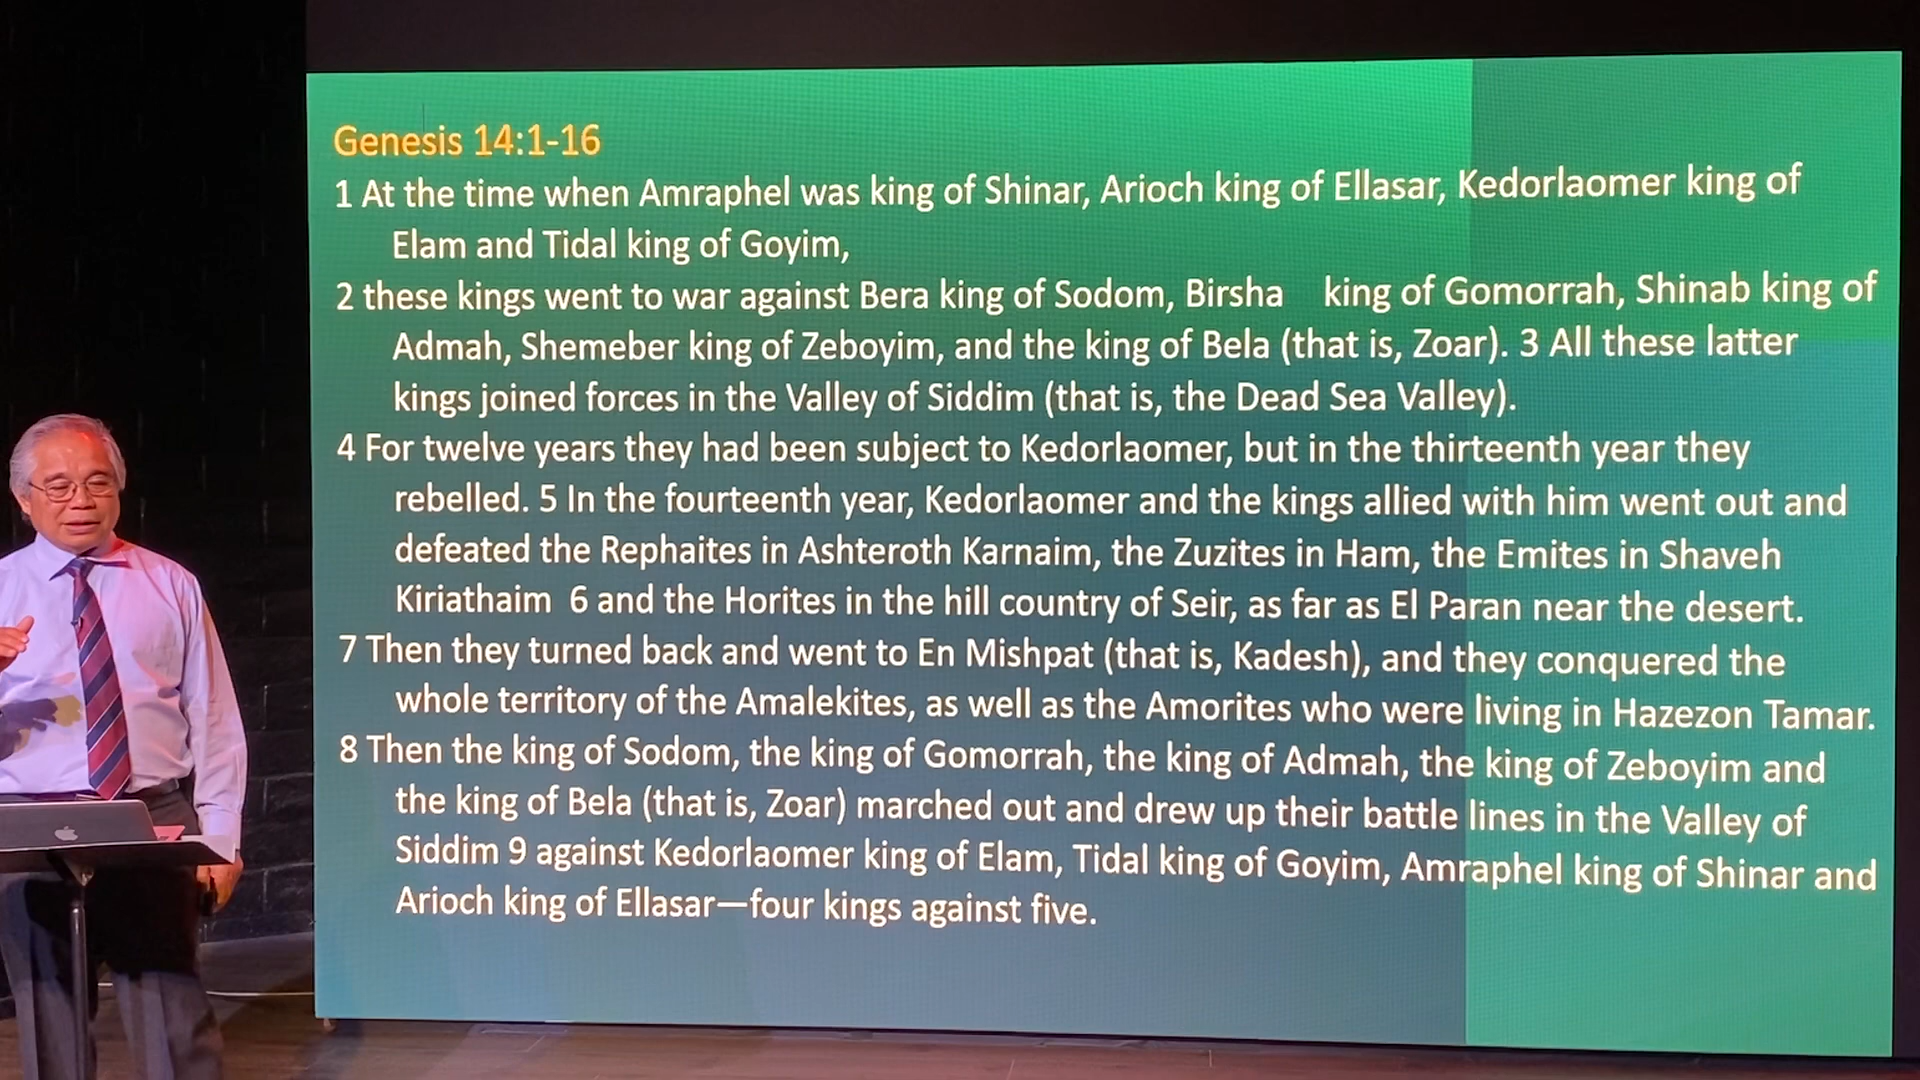 Genesis 14:1-16
1 At the time when Amraphel was king of Shinar, Arioch king of Ellasar, Kedorlaomer king of
Elam and Tidal king of Goyim,
2 these kings went to war against Bera king of Sodom, Birsha king of Gomorrah, Shinab king of
Admah, Shemeber king of Zeboyim, and the king of Bela (that is, Zoar). 3 All these latter
kings joined forces in the Valley of Siddim (that is, the Dead Sea Valley).
4 For twelve years they had been subject to Kedorlaomer, but in the thirteenth year they
rebelled. 5 In the fourteenth year, Kedorlaomer and the kings allied with him went out and
defeated the Rephaites in Ashteroth Karnaim, the Zuzites in Ham, the Emites in Shaveh
Kiriathaim 6 and the Horites in the hill country of Seir, as far as El Paran near the desert.
7 Then they turned back and went to En Mishpat (that is, Kadesh), and they conquered the
whole territory of the Amalekites, as well as the Amorites who were living in Hazezon Tamar.
8 Then the king of Sodom, the king of Gomorrah, the king of Admah, the king of Zeboyim and
the king of Bela (that is, Zoar) marched out and drew up their battle lines in the Valley of
Siddim 9 against Kedorlaomer king of Elam, Tidal king of Goyim, Amraphel king of Shinar and
Arioch king of Ellasar—four kings against five.